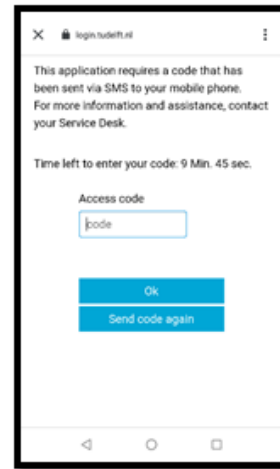 login.tudelft.nl
This application requires a code that has
been sent via SMS to your mobile phone.
For more information and assistance, contact
your Service Desk.
Time left to enter your code: 9 Min. 45 sec.
Access code
code
Ok
Send code again